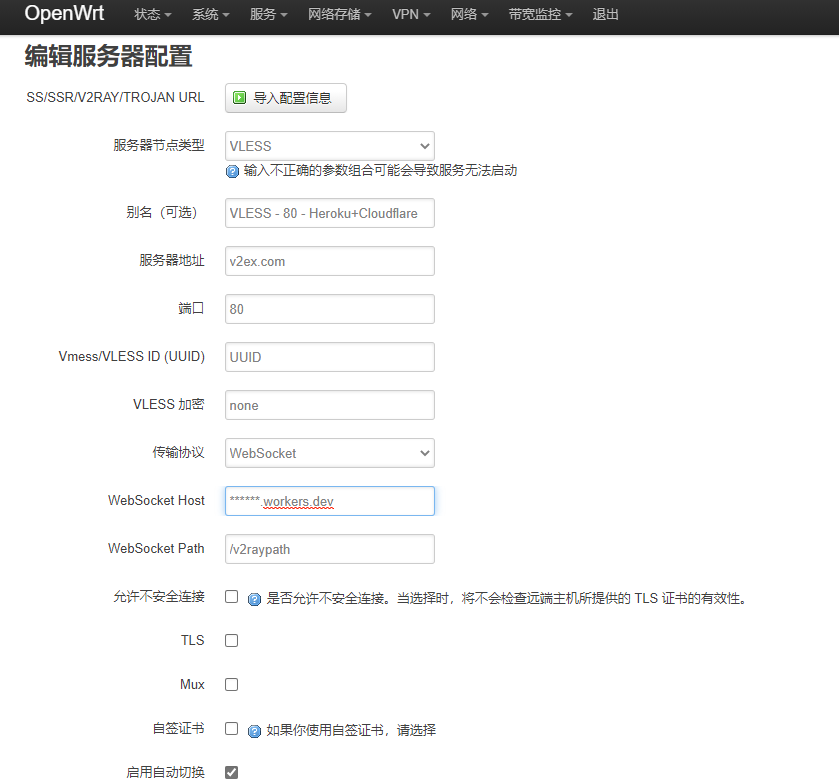 OpenWrt 状态 系统 服务 网络存储 VPN 网络 带宽监控 退出
编辑服务器配置
SS/SSR/V2RAY/TROJAN URL 导入配置信息
服务器节点类型 VLESS
输入不正确的参数组合可能会导致服务无法启动
别名（可选） VLESS - 80 - Heroku+Cloudflare
服务器地址 v2ex.com
端口 80
Vmess/VLESS ID (UUID) UUID
VLESS 加密 none
传输协议 WebSocket
WebSocket Host ******.workers.dev
WebSocket Path /v2raypath
允许不安全连接 是否允许不安全连接。当选择时，将不会检查远端主机所提供的 TLS 证书的有效性。
TLS
Mux
自签证书 如果你使用自签证书，请选择
启用自动切换